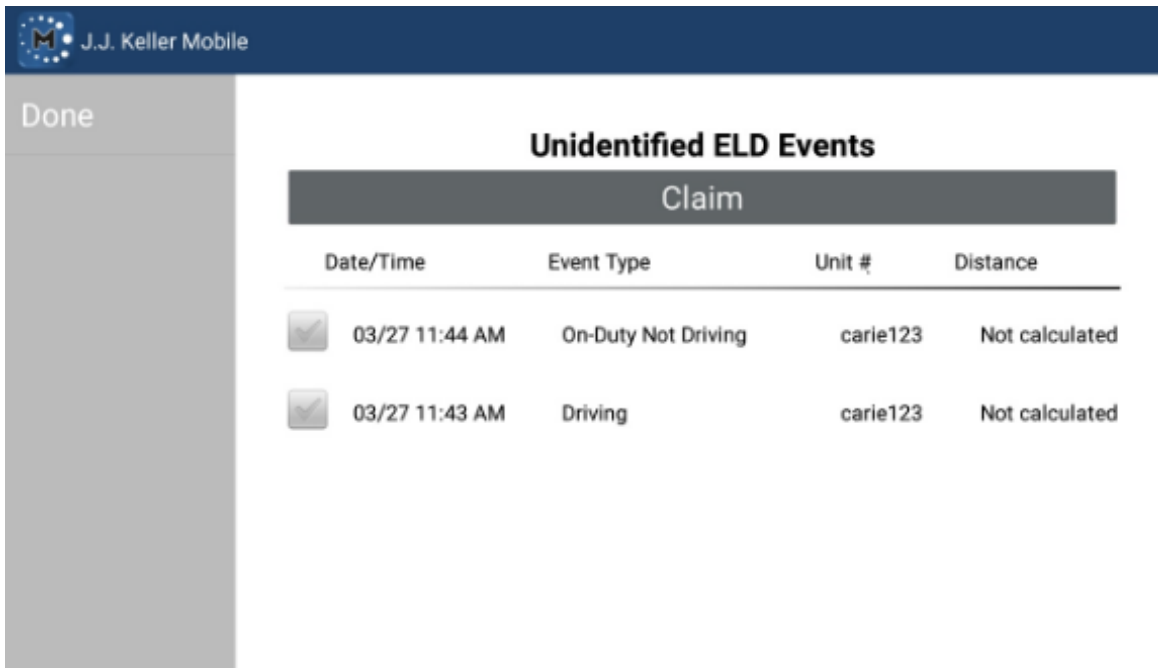 M J.J. Keller Mobile
Done
Unidentified ELD Events
Claim
Date/Time Event Type Unit # Distance
03/27 11:44 AM On-Duty Not Driving carie123 Not calculated
03/27 11:43 AM Driving carie123 Not calculated